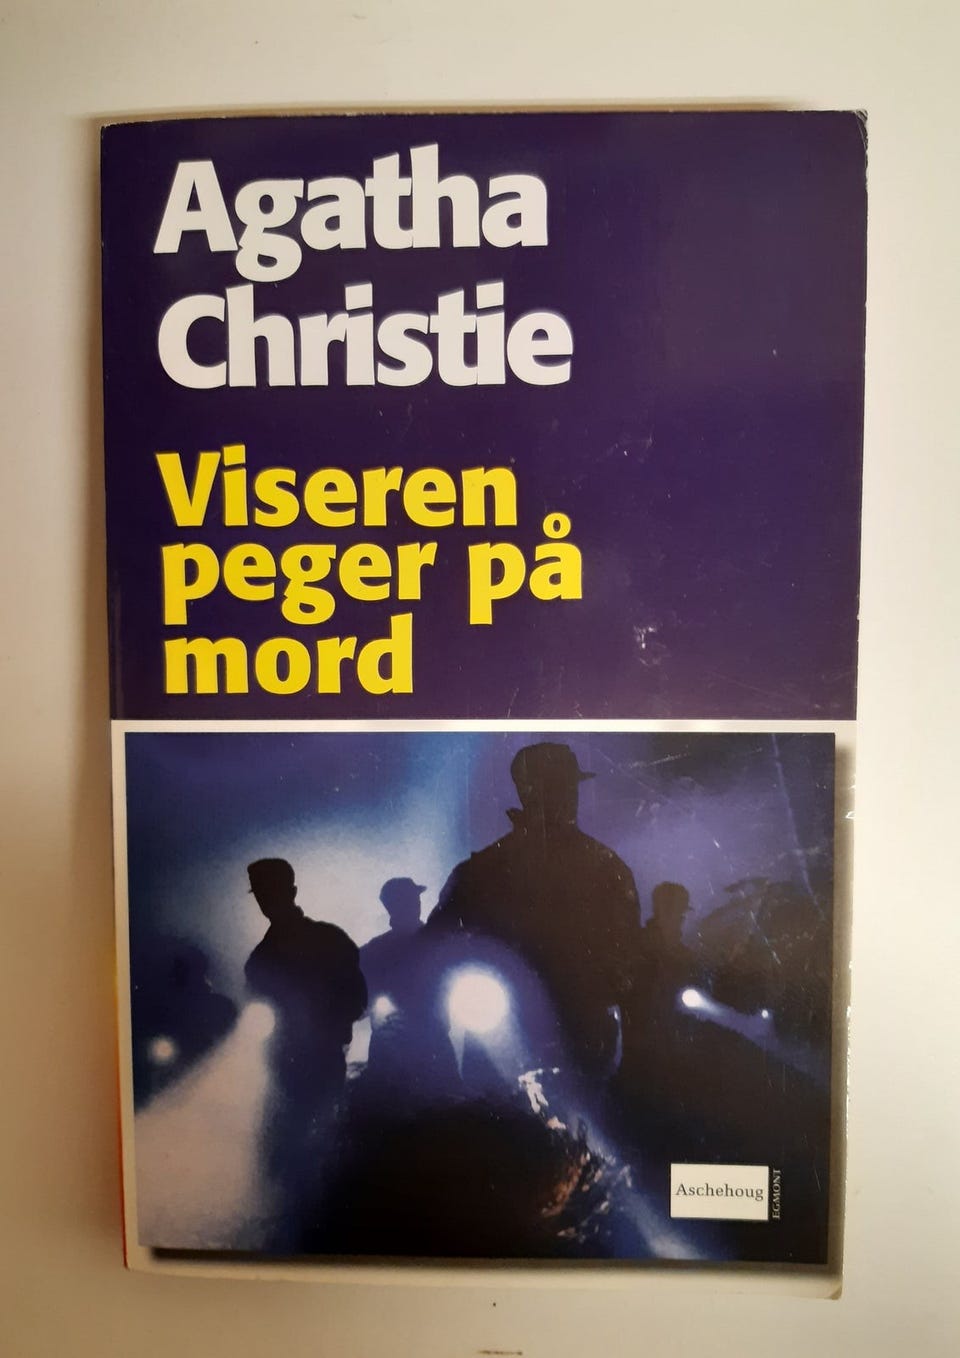 Agatha
Christie
Viseren
peger på
mord
Aschehoug
EGMONT